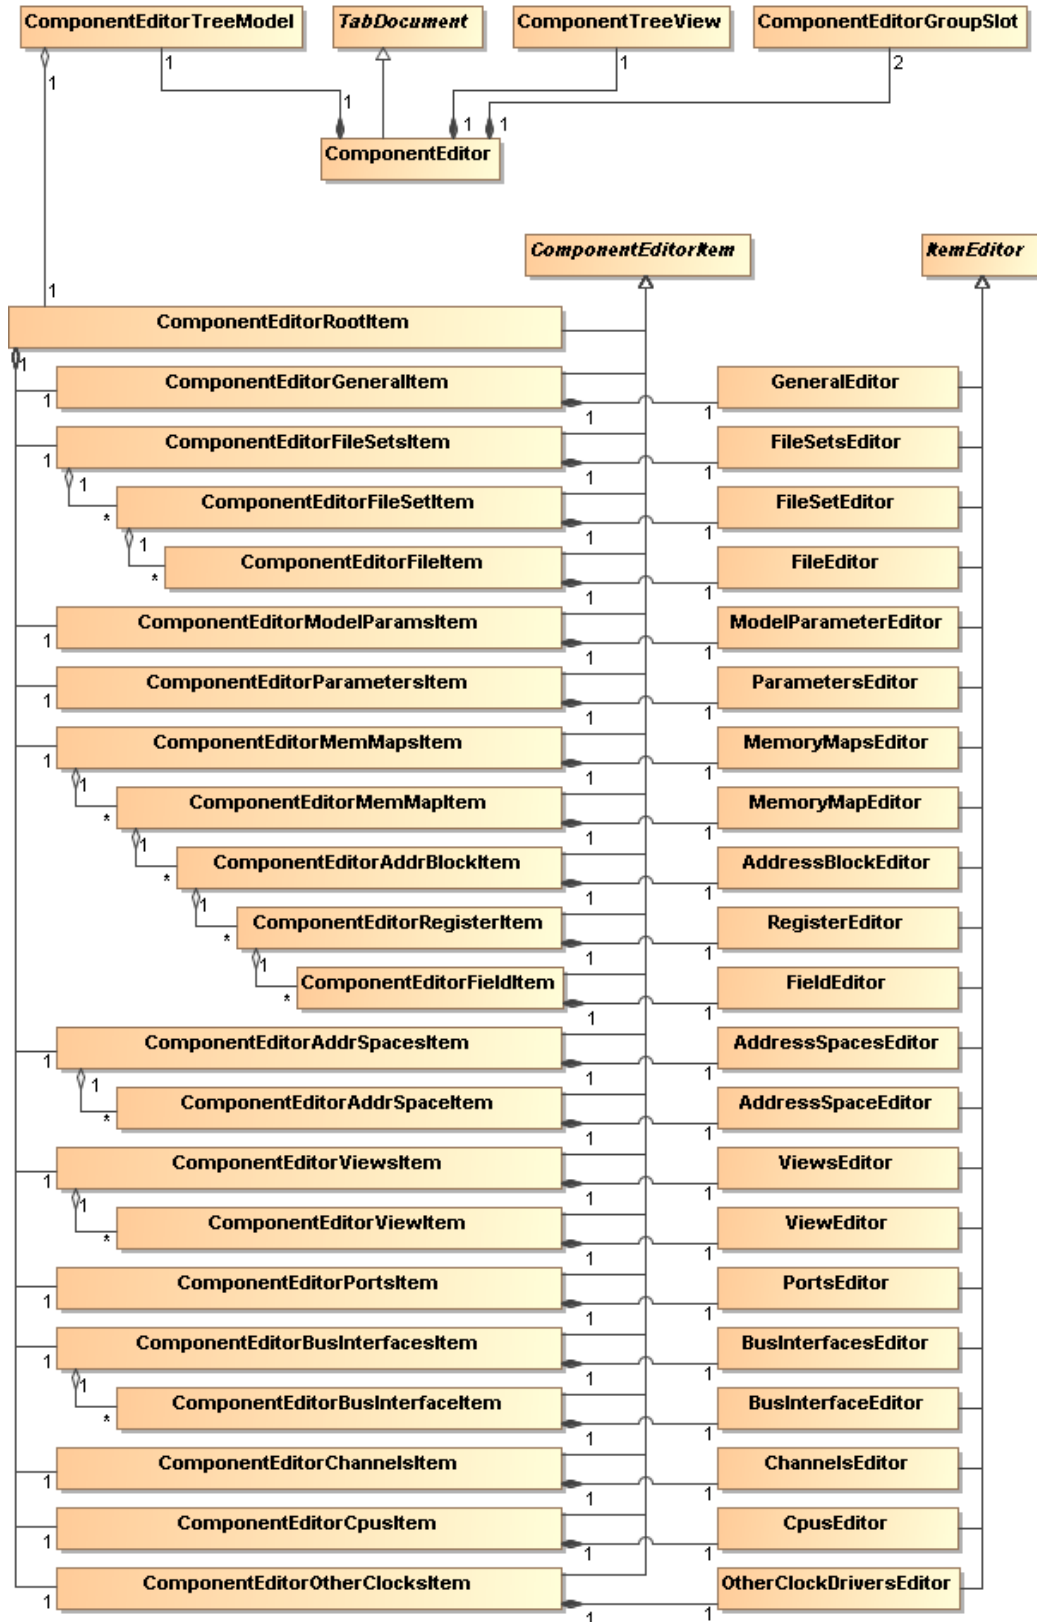 ComponentEditorTreeModel
TabDocument
ComponentTreeView
ComponentEditorGroupSlot
1
1
1
2
1
1
1
ComponentEditor
ComponentEditorItem
ItemEditor
1
ComponentEditorRootItem
1
ComponentEditorGeneralItem
GeneralEditor
1
1
1
ComponentEditorFileSetsItem
FileSetsEditor
1
1
1
1
ComponentEditorFileSetItem
FileSetEditor
*
1
1
1
ComponentEditorFileItem
FileEditor
*
1
1
ComponentEditorModelParamsItem
ModelParameterEditor
1
1
1
ComponentEditorParametersItem
ParametersEditor
1
1
1
ComponentEditorMemMapsItem
MemoryMapsEditor
1
1
1
1
ComponentEditorMemMapItem
MemoryMapEditor
*
1
1
1
ComponentEditorAddrBlockItem
AddressBlockEditor
*
1
1
1
ComponentEditorRegisterItem
RegisterEditor
*
1
1
1
ComponentEditorFieldItem
FieldEditor
*
1
1
ComponentEditorAddrSpacesItem
AddressSpacesEditor
1
1
1
1
ComponentEditorAddrSpaceItem
AddressSpaceEditor
*
1
1
ComponentEditorViewsItem
ViewsEditor
1
1
1
1
ComponentEditorViewItem
ViewEditor
*
1
1
ComponentEditorPortsItem
PortsEditor
1
1
1
ComponentEditorBusInterfacesItem
BusInterfacesEditor
1
1
1
1
ComponentEditorBusInterfaceItem
BusInterfaceEditor
*
1
1
ComponentEditorChannelsItem
ChannelsEditor
1
1
1
ComponentEditorCpusItem
CpusEditor
1
1
1
ComponentEditorOtherClocksItem
OtherClockDriversEditor
1
1
1